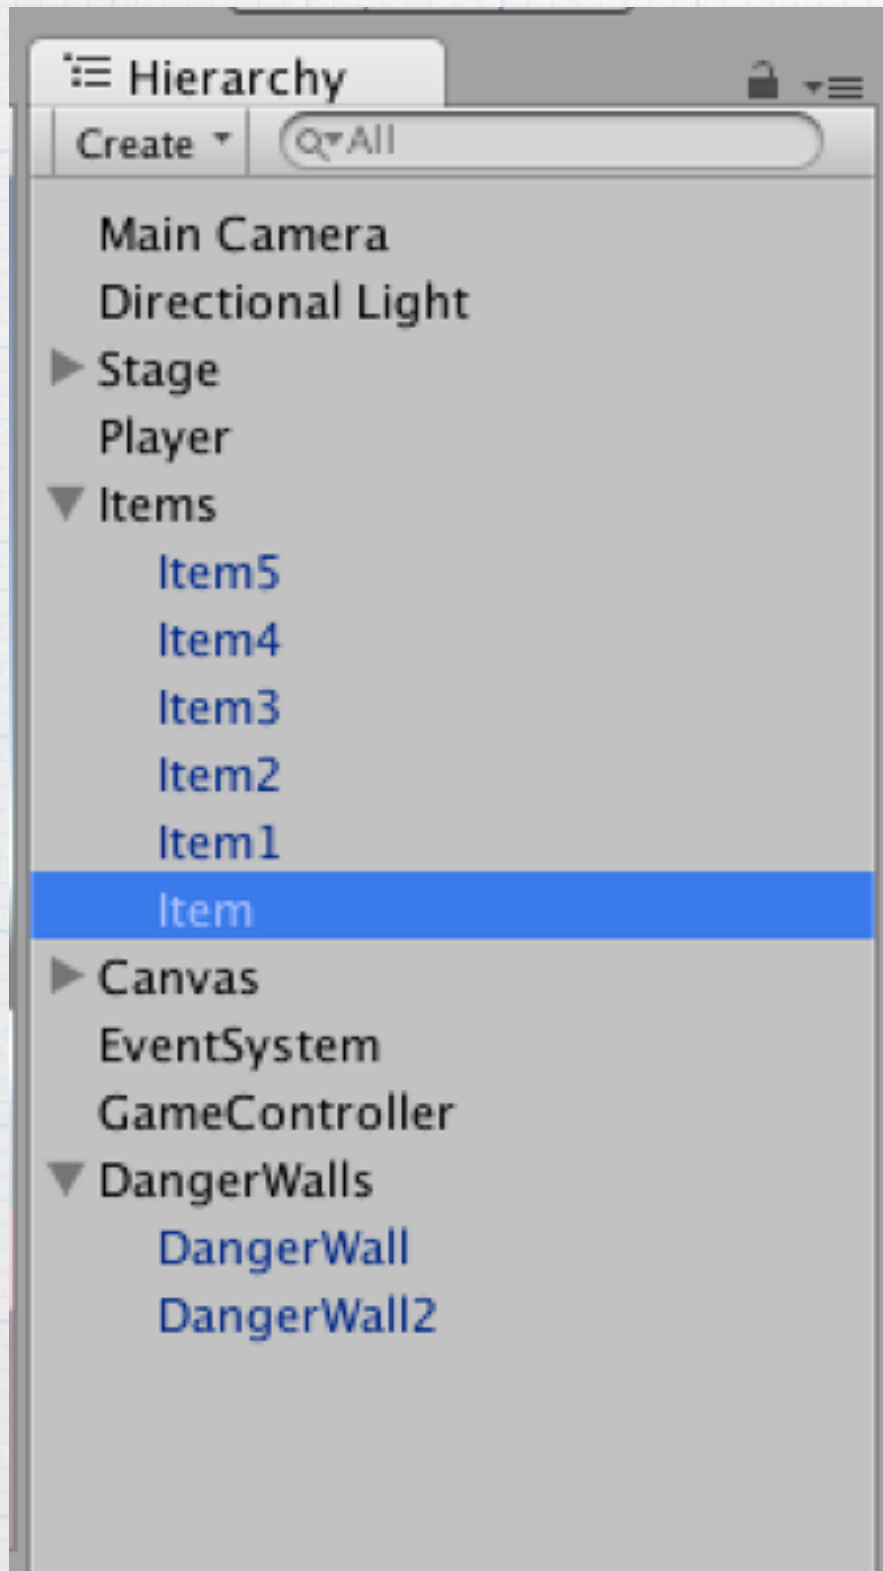 Hierarchy
Create All
Main Camera
Directional Light
Stage
Player
Items
Item5
Item4
Item3
Item2
Item1
Item
Canvas
EventSystem
GameController
DangerWalls
DangerWall
DangerWall2